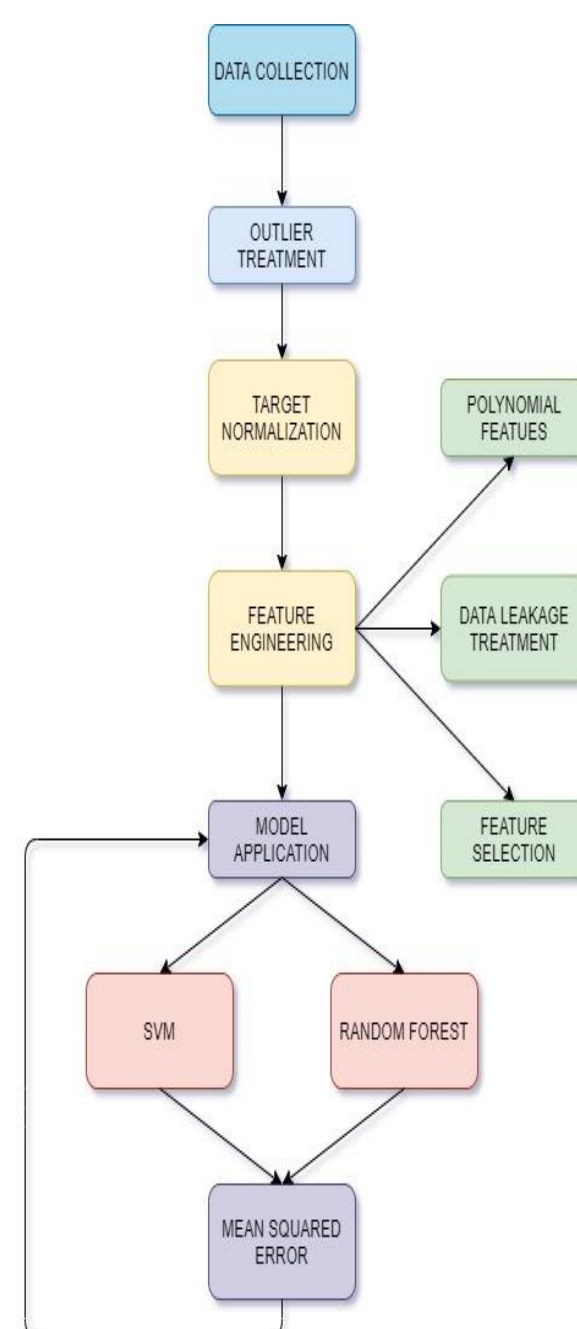 DATA COLLECTION
OUTLIER
TREATMENT
TARGET
NORMALIZATION
POLYNOMIAL
FEATUES
FEATURE
ENGINEERING
DATA LEAKAGE
TREATMENT
MODEL
APPLICATION
FEATURE
SELECTION
SVM
RANDOM FOREST
MEAN SQUARED
ERROR